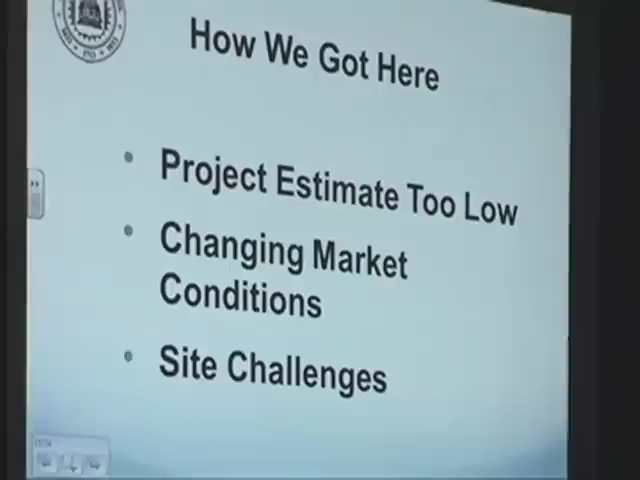 How We Got Here
Project Estimate Too Low
Changing Market
Conditions
Site Challenges